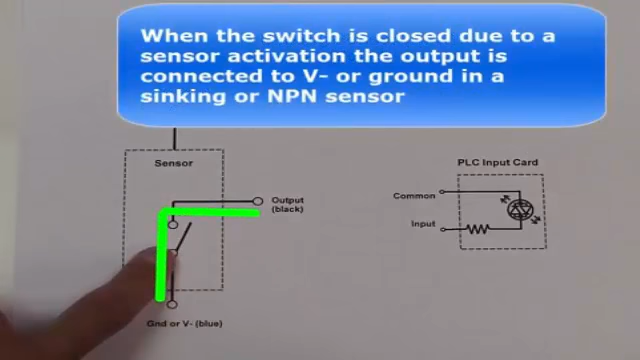 When the switch is closed due to a
sensor activation the output is
connected to V- or ground in a
sinking or NPN sensor
Sensor
Output
(black)
Gnd or V- (blue)
PLC Input Card
Common
Input